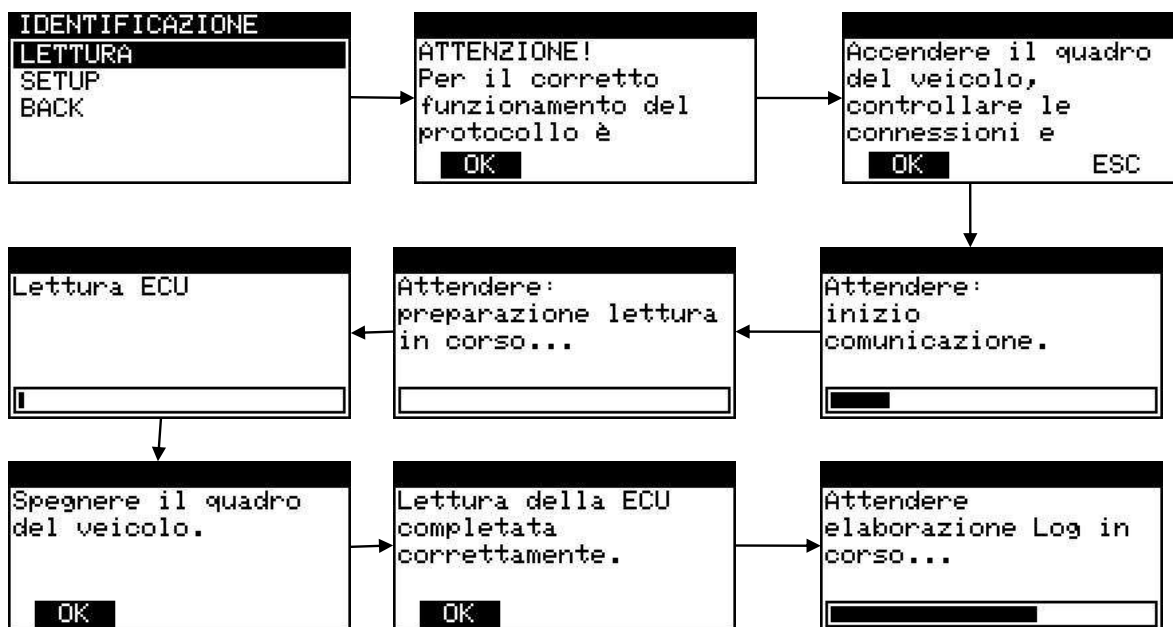 IDENTIFICAZIONE
LETTURA
SETUP
BACK
ATTENZIONE!
Per il corretto
funzionamento del
protocollo è
OK
Accendere il quadro
del veicolo,
controllare le
connessioni e
OK ESC
Attendere:
inizio
comunicazione.
Attendere:
preparazione lettura
in corso...
Lettura ECU
Spegnere il quadro
del veicolo.
OK
Lettura della ECU
completata
correttamente.
OK
Attendere
elaborazione Log in
corso...